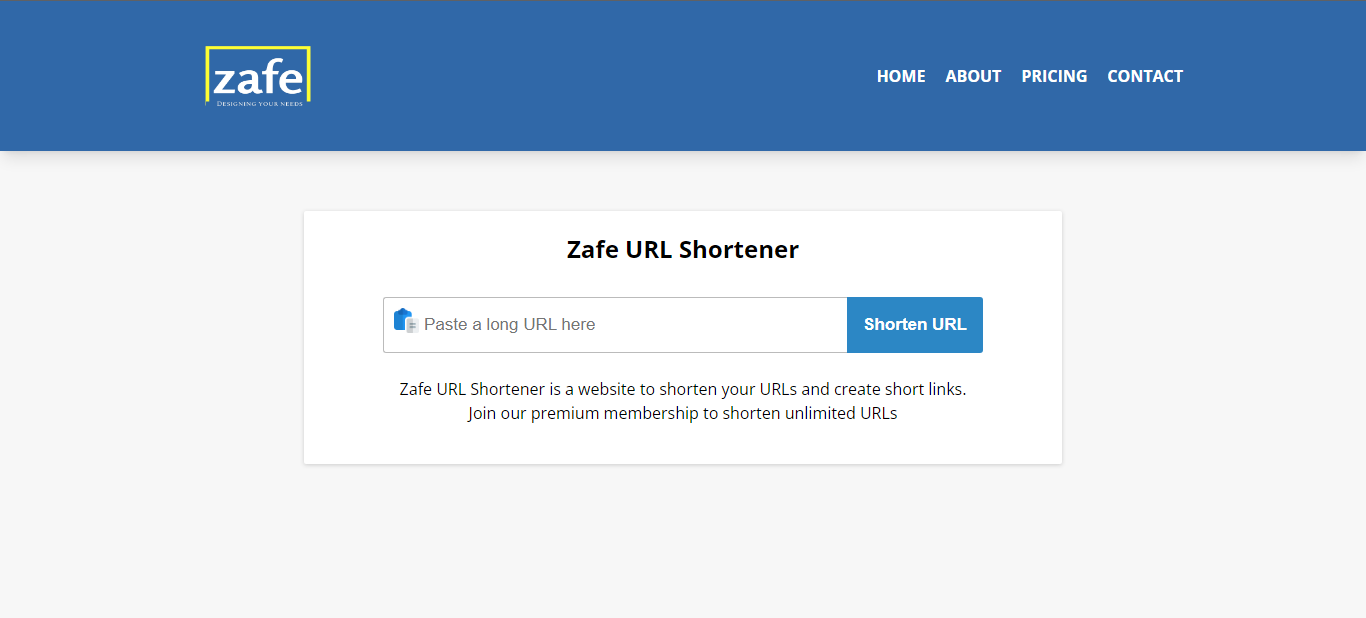 zafe
DESIGNING YOUR NEEDS
HOME ABOUT PRICING CONTACT
Zafe URL Shortener
Paste a long URL here
Shorten URL
Zafe URL Shortener is a website to shorten your URLs and create short links.
Join our premium membership to shorten unlimited URLs